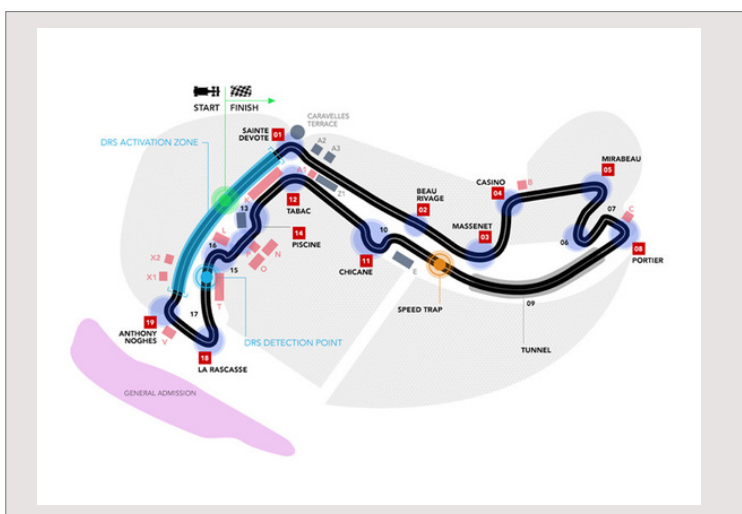 START
FINISH
CARAVELLES
TERRACE
SAINTE
DEVOTE
01
A2
A3
DRS ACTIVATION ZONE
MIRABEAU
05
CASINO
04
B
A1
Z1
K
12
TABAC
BEAU
RIVAGE
02
07
C
13
L
14
PISCINE
MASSENET
03
10
06
08
PORTIER
16
P
N
O
X2
X1
15
11
CHICANE
E
T
SPEED TRAP
09
19
ANTHONY
NOGHES
17
V
DRS DETECTION POINT
TUNNEL
18
LA RASCASSE
GENERAL ADMISSION